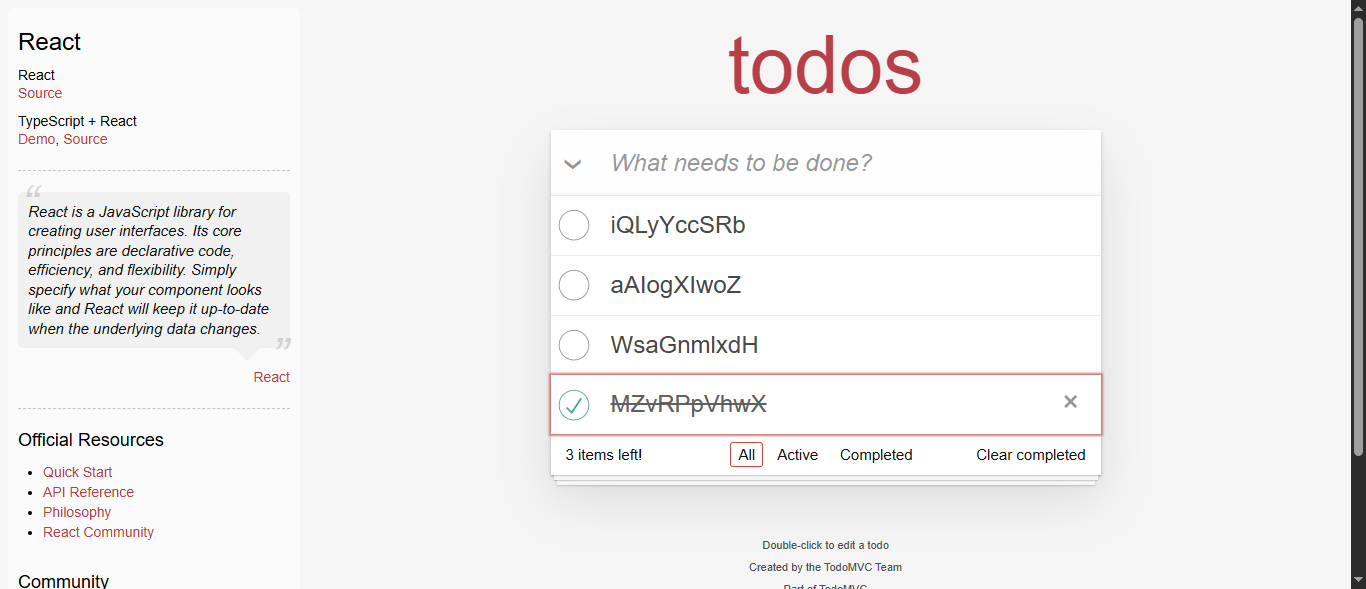 React
React
Source
TypeScript + React
Demo, Source
“
React is a JavaScript library for
creating user interfaces. Its core
principles are declarative code,
efficiency, and flexibility. Simply
specify what your component looks
like and React will keep it up-to-date
when the underlying data changes.
”
React
Official Resources
Quick Start
API Reference
Philosophy
React Community
Community
todos
What needs to be done?
iQLyYccSRb
WsaGnmIxdH
MZvRPpVhwX
3 items left!
All Active Completed
Clear completed
Double-click to edit a todo
Created by the TodoMVC Team
Part of TodoMVC